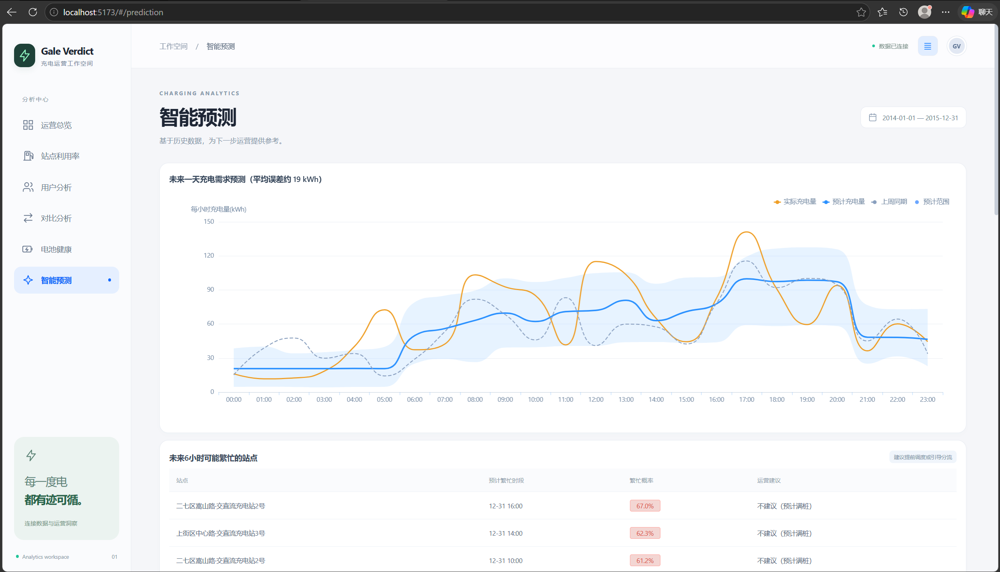 localhost:5173/#/prediction
聊天
Gale Verdict
充电运营工作空间
分析中心
运营总览
站点利用率
用户分析
对比分析
电池健康
智能预测
每一度电
都有迹可循。
连接数据与运营洞察
Analytics workspace 01
工作空间 / 智能预测
数据已连接
GV
CHARGING ANALYTICS
智能预测
基于历史数据，为下一步运营提供参考。
2014-01-01 — 2015-12-31
未来一天充电需求预测（平均误差约 19 kWh）
实际充电量 预计充电量 上周同期 预计范围
每小时充电量(kWh)
150
120
90
60
30
0
00:00 01:00 02:00 03:00 04:00 05:00 06:00 07:00 08:00 09:00 10:00 11:00 12:00 13:00 14:00 15:00 16:00 17:00 18:00 19:00 20:00 21:00 22:00 23:00
未来6小时可能繁忙的站点
建议提前调度或引导分流
站点 预计繁忙时段 繁忙概率 运营建议
二七区嵩山路·交直流充电站2号 12-31 16:00 67.0% 不建议（预计满桩）
上街区中心路·交直流充电站3号 12-31 14:00 62.3% 不建议（预计满桩）
二七区嵩山路·交直流充电站2号 12-31 10:00 61.2% 不建议（预计满桩）